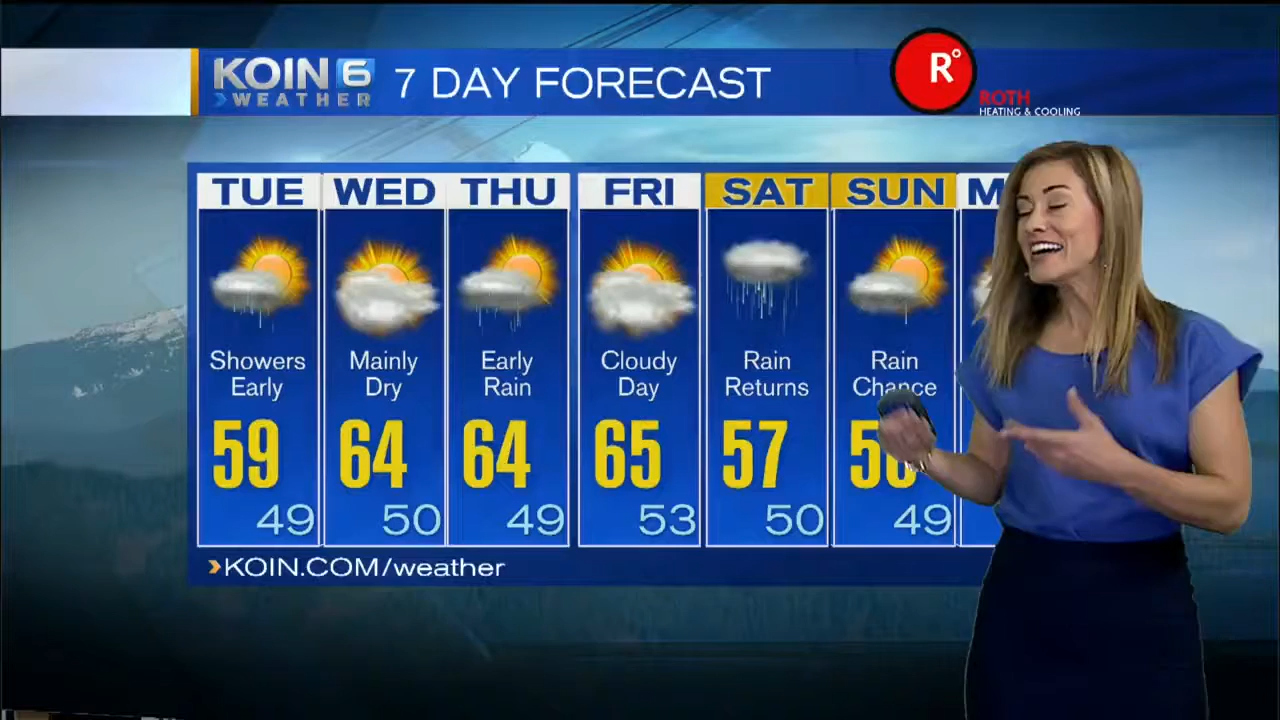 KOIN 6
WEATHER
7 DAY FORECAST
R°
ROTH
HEATING & COOLING
TUE WED THU FRI SAT SUN
Showers Early
Mainly Dry
Early Rain
Cloudy Day
Rain Returns
Rain Chance
59 64 64 65 57
49 50 49 53 50 49
KOIN.COM/weather